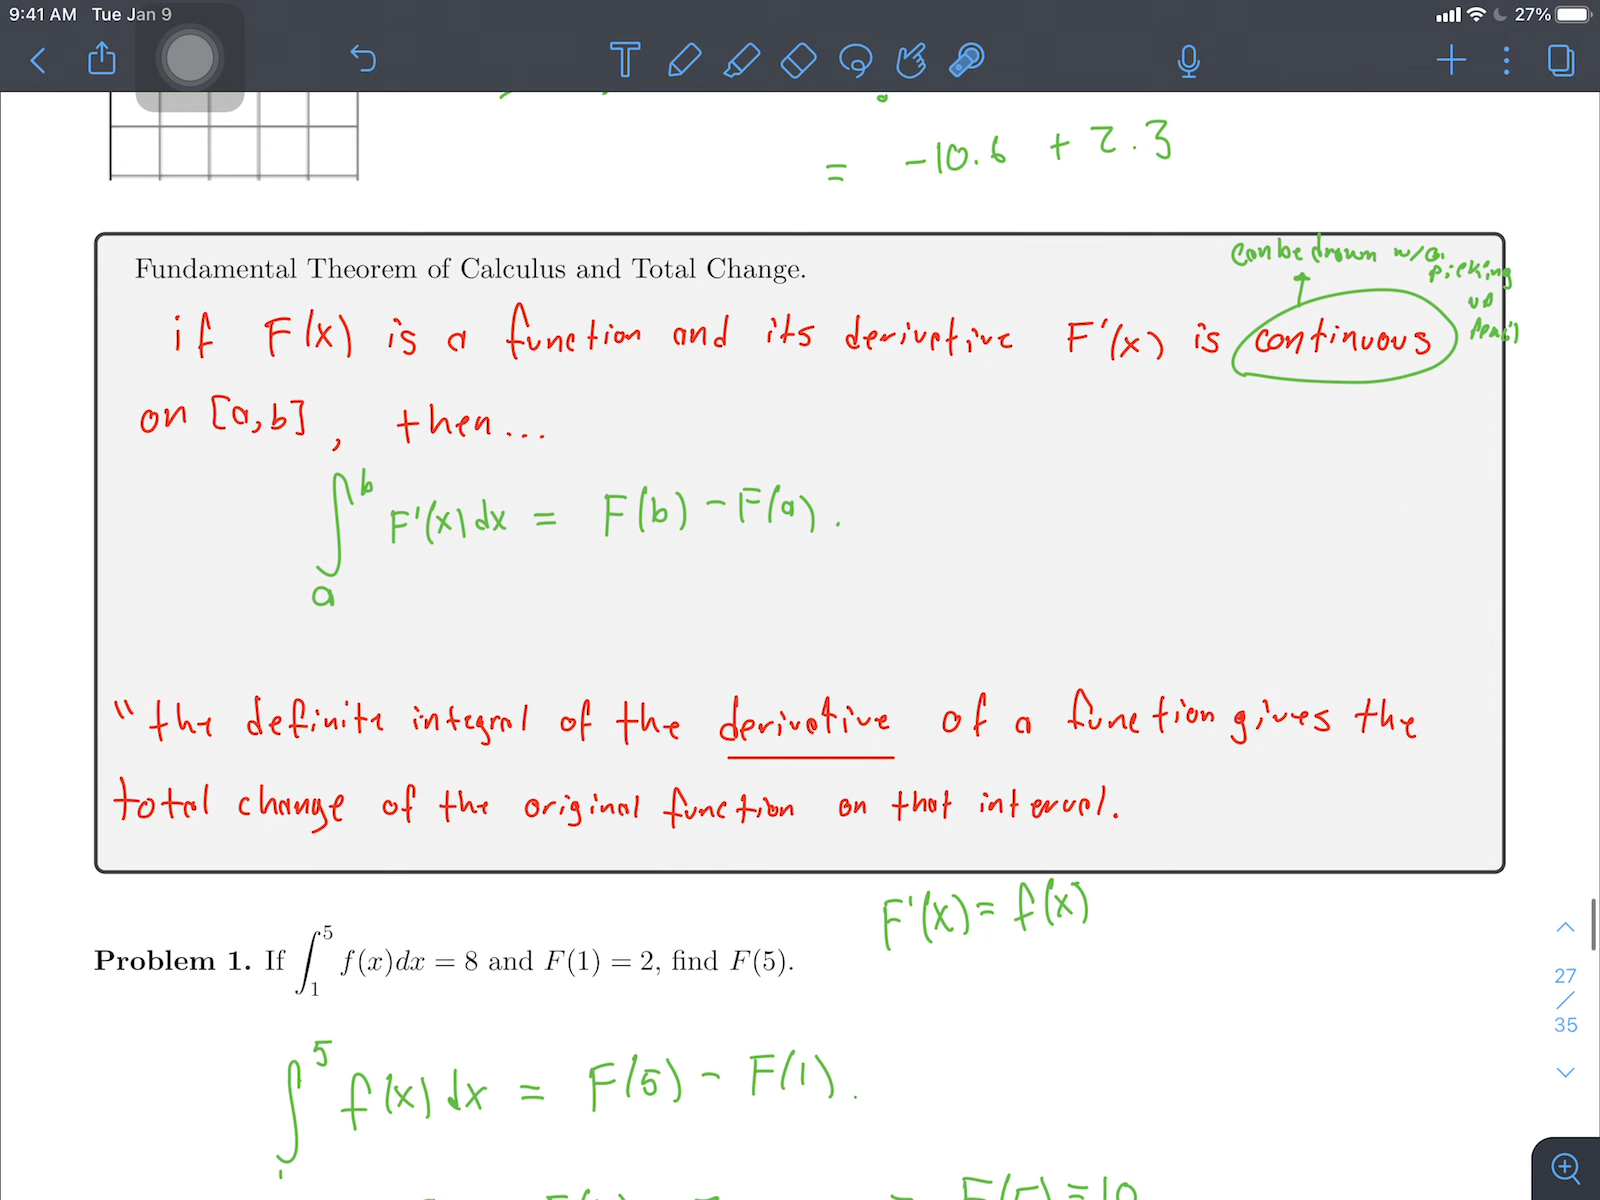 9:41 AM Tue Jan 9
27%
= -10.6 + 2.3
Fundamental Theorem of Calculus and Total Change.
can be drawn w/o picking up pencil
if F(x) is a function and its derivative F'(x) is continuous
on [a,b], then...
∫_a^b F'(x) dx = F(b) - F(a).
"the definite integral of the derivative of a function gives the
total change of the original function on that interval.
F'(x) = f(x)
Problem 1. If ∫_1^5 f(x)dx = 8 and F(1) = 2, find F(5).
27
/
35
∫_1^5 f(x) dx = F(5) - F(1).
= F(5) = 10